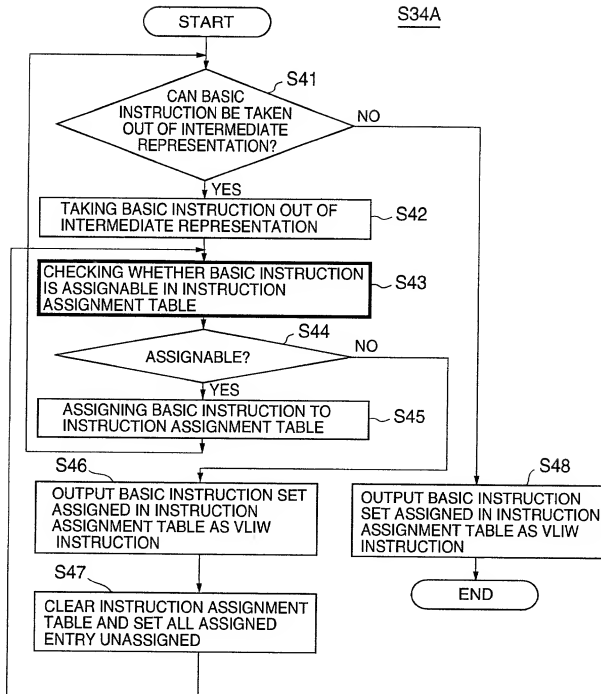 S34A
START
S41
CAN BASIC
INSTRUCTION BE TAKEN
OUT OF INTERMEDIATE
REPRESENTATION?
NO
YES
TAKING BASIC INSTRUCTION OUT OF
INTERMEDIATE REPRESENTATION
S42
CHECKING WHETHER BASIC INSTRUCTION
IS ASSIGNABLE IN INSTRUCTION
ASSIGNMENT TABLE
S43
S44
ASSIGNABLE?
NO
YES
ASSIGNING BASIC INSTRUCTION TO
INSTRUCTION ASSIGNMENT TABLE
S45
S46
OUTPUT BASIC INSTRUCTION SET
ASSIGNED IN INSTRUCTION
ASSIGNMENT TABLE AS VLIW
INSTRUCTION
S48
OUTPUT BASIC INSTRUCTION
SET ASSIGNED IN INSTRUCTION
ASSIGNMENT TABLE AS VLIW
INSTRUCTION
S47
CLEAR INSTRUCTION ASSIGNMENT
TABLE AND SET ALL ASSIGNED
ENTRY UNASSIGNED
END